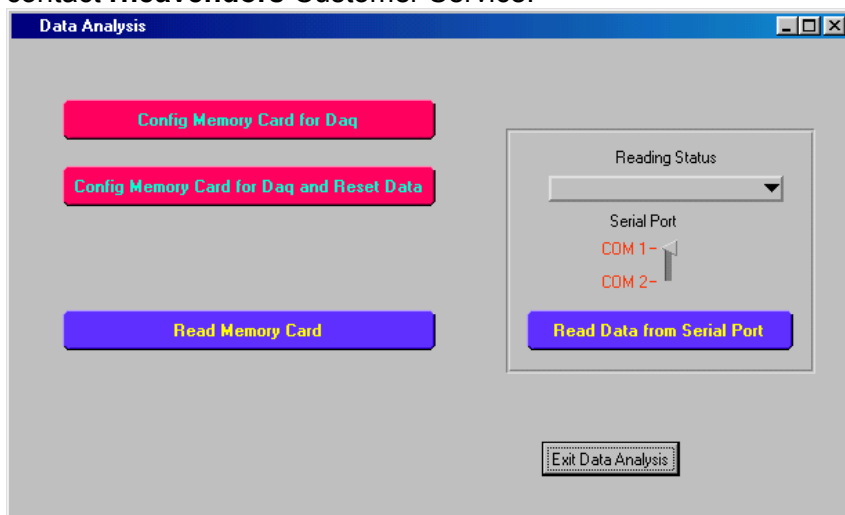 Data Analysis
Config Memory Card for Daq
Config Memory Card for Daq and Reset Data
Reading Status
Serial Port
COM 1-
COM 2-
Read Memory Card
Read Data from Serial Port
Exit Data Analysis